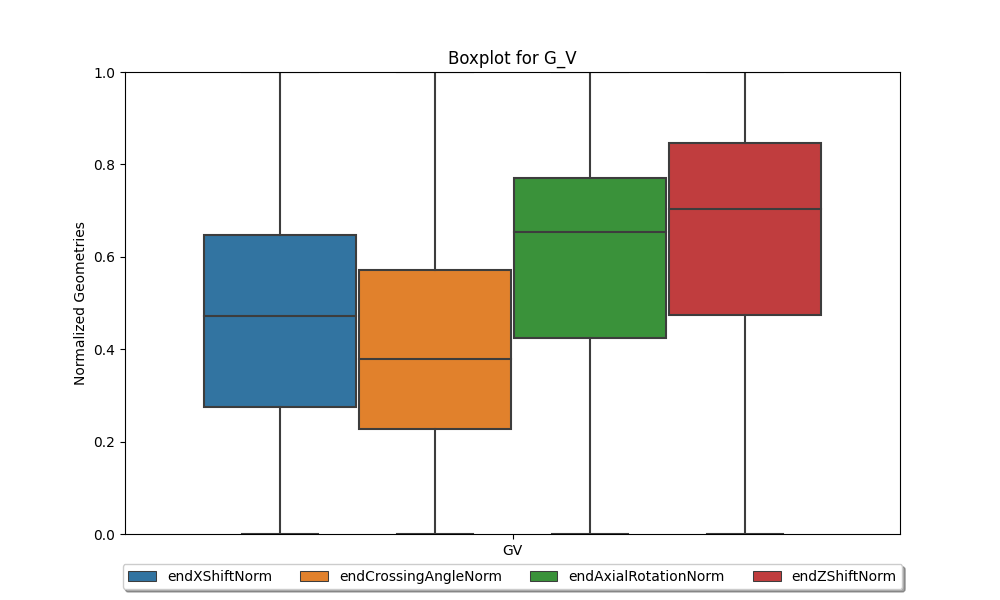 Boxplot for G_V
1.0
0.8
0.6
0.4
0.2
0.0
Normalized Geometries
GV
endXShiftNorm endCrossingAngleNorm endAxialRotationNorm endZShiftNorm